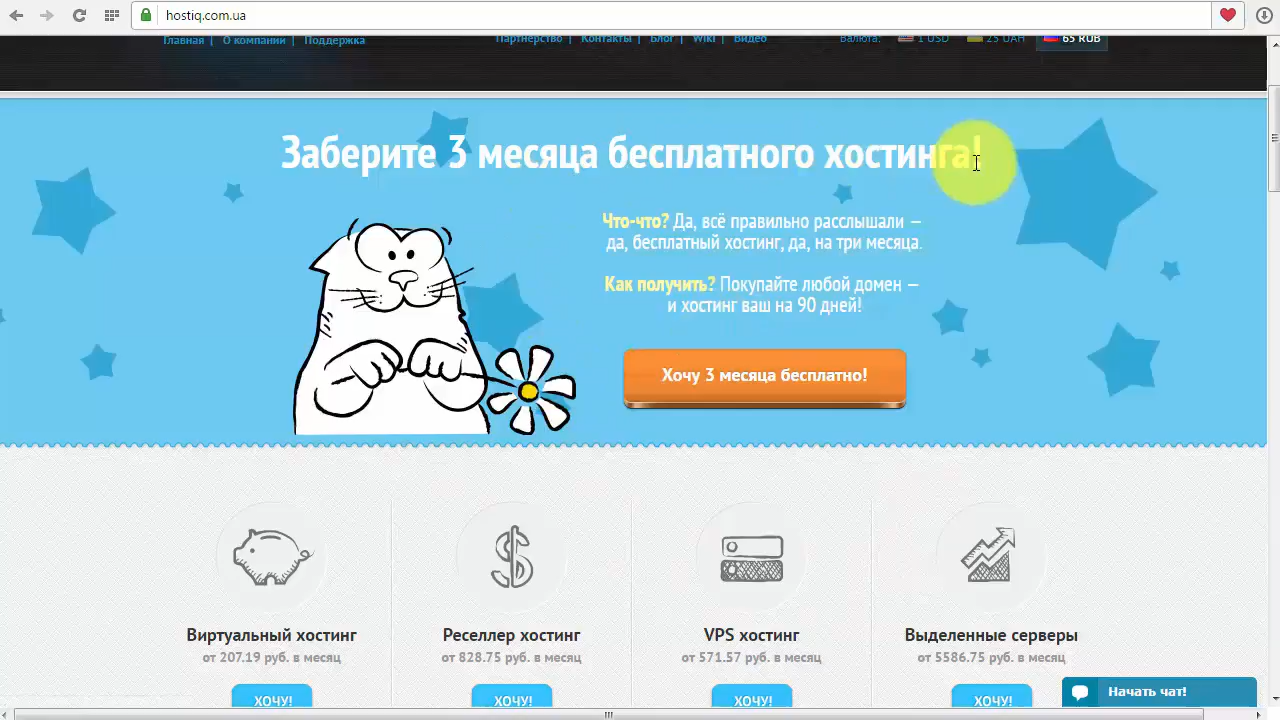 hostiq.com.ua
Главная | О компании | Поддержка
Партнерство | Контакты | Блог | Wiki | Видео
Валюта: 1 USD 25 UAH 65 RUB
Заберите 3 месяца бесплатного хостинга!
Что-что? Да, всё правильно расслышали —
да, бесплатный хостинг, да, на три месяца.
Как получить? Покупайте любой домен —
и хостинг ваш на 90 дней!
Хочу 3 месяца бесплатно!
Виртуальный хостинг
от 207.19 руб. в месяц
ХОЧУ!
Реселлер хостинг
от 828.75 руб. в месяц
ХОЧУ!
VPS хостинг
от 571.57 руб. в месяц
ХОЧУ!
Выделенные серверы
от 5586.75 руб. в месяц
ХОЧУ!
Начать чат!